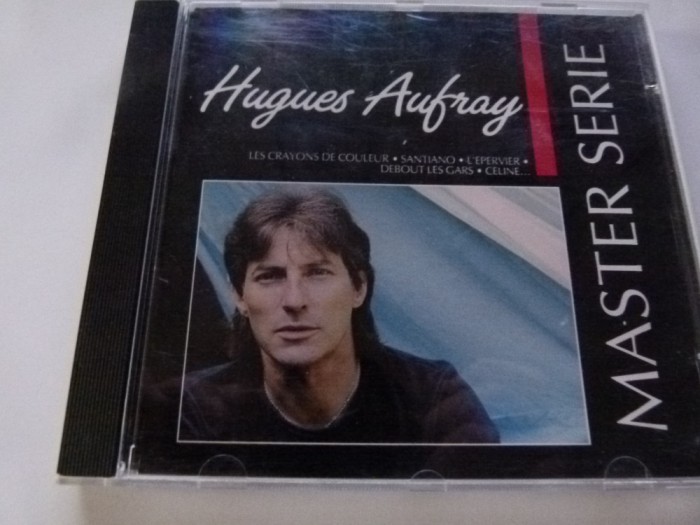 Hugues Aufray
LES CRAYONS DE COULEUR • SANTIANO • L'EPERVIER •
DEBOUT LES GARS • CELINE...
MASTER SERIE